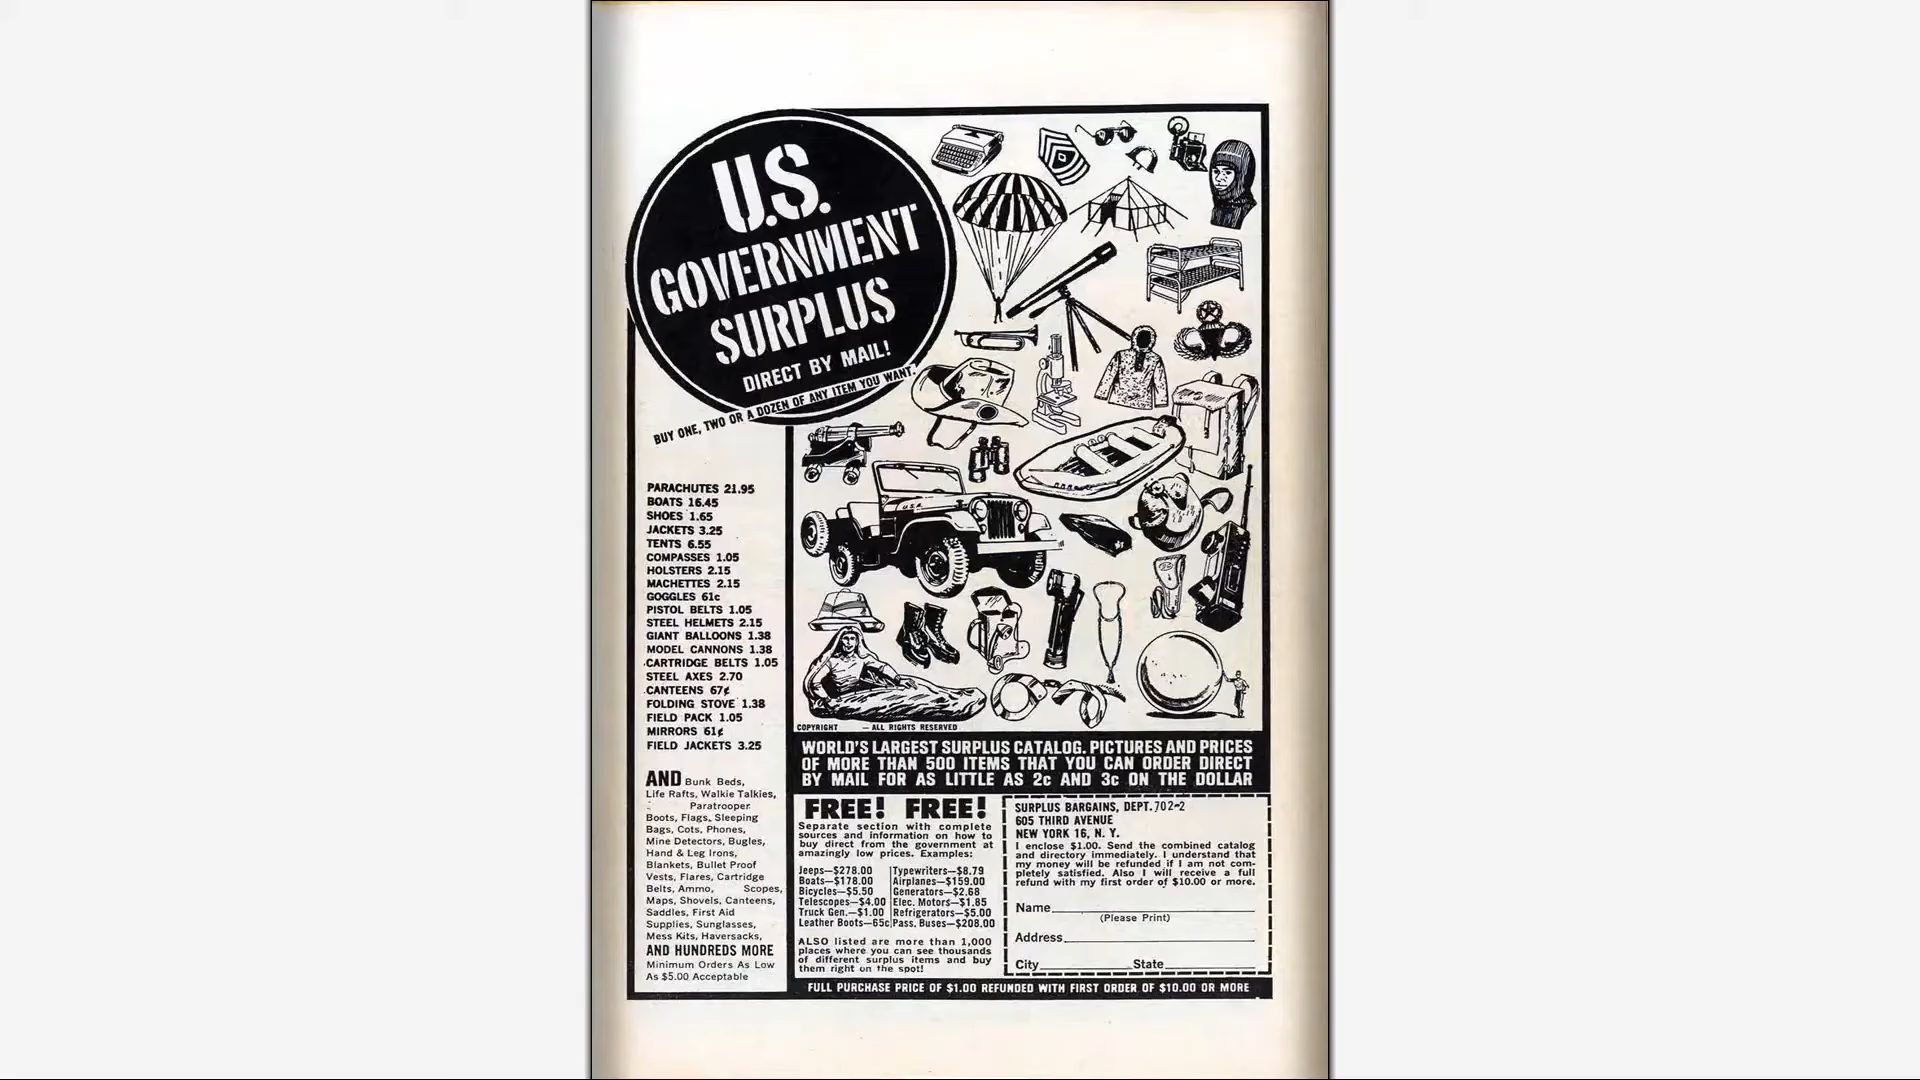 U.S.
GOVERNMENT
SURPLUS
DIRECT BY MAIL!
BUY ONE, TWO OR A DOZEN OF ANY ITEM YOU WANT.
PARACHUTES 21.95
BOATS 16.45
SHOES 1.65
JACKETS 3.25
TENTS 6.55
COMPASSES 1.05
HOLSTERS 2.15
MACHETTES 2.15
GOGGLES 61c
PISTOL BELTS 1.05
STEEL HELMETS 2.15
GIANT BALLOONS 1.38
MODEL CANNONS 1.38
CARTRIDGE BELTS 1.05
STEEL AXES 2.70
CANTEENS 67¢
FOLDING STOVE 1.38
FIELD PACK 1.05
MIRRORS 61¢
FIELD JACKETS 3.25
AND Bunk Beds,
Life Rafts, Walkie Talkies,
Paratrooper
Boots, Flags, Sleeping
Bags, Cots, Phones,
Mine Detectors, Bugles,
Hand & Leg Irons,
Blankets, Bullet Proof
Vests, Flares, Cartridge
Belts, Ammo, Scopes,
Maps, Shovels, Canteens,
Saddles, First Aid
Supplies, Sunglasses,
Mess Kits, Haversacks,
AND HUNDREDS MORE
Minimum Orders As Low
As $5.00 Acceptable
U.S.A.
COPYRIGHT — ALL RIGHTS RESERVED
WORLD'S LARGEST SURPLUS CATALOG. PICTURES AND PRICES
OF MORE THAN 500 ITEMS THAT YOU CAN ORDER DIRECT
BY MAIL FOR AS LITTLE AS 2c AND 3c ON THE DOLLAR
FREE! FREE!
Separate section with complete
sources and information on how to
buy direct from the government at
amazingly low prices. Examples:
Jeeps—$278.00
Boats—$178.00
Bicycles—$5.50
Telescopes—$4.00
Truck Gen.—$1.00
Leather Boots—65c
Typewriters—$8.79
Airplanes—$159.00
Generators—$2.68
Elec. Motors—$1.85
Refrigerators—$5.00
Pass. Buses—$208.00
ALSO listed are more than 1,000
places where you can see thousands
of different surplus items and buy
them right on the spot!
SURPLUS BARGAINS, DEPT. 702-2
605 THIRD AVENUE
NEW YORK 16, N. Y.
I enclose $1.00. Send the combined catalog
and directory immediately. I understand that
my money will be refunded if I am not com-
pletely satisfied. Also I will receive a full
refund with my first order of $10.00 or more.
Name
(Please Print)
Address
City State
FULL PURCHASE PRICE OF $1.00 REFUNDED WITH FIRST ORDER OF $10.00 OR MORE